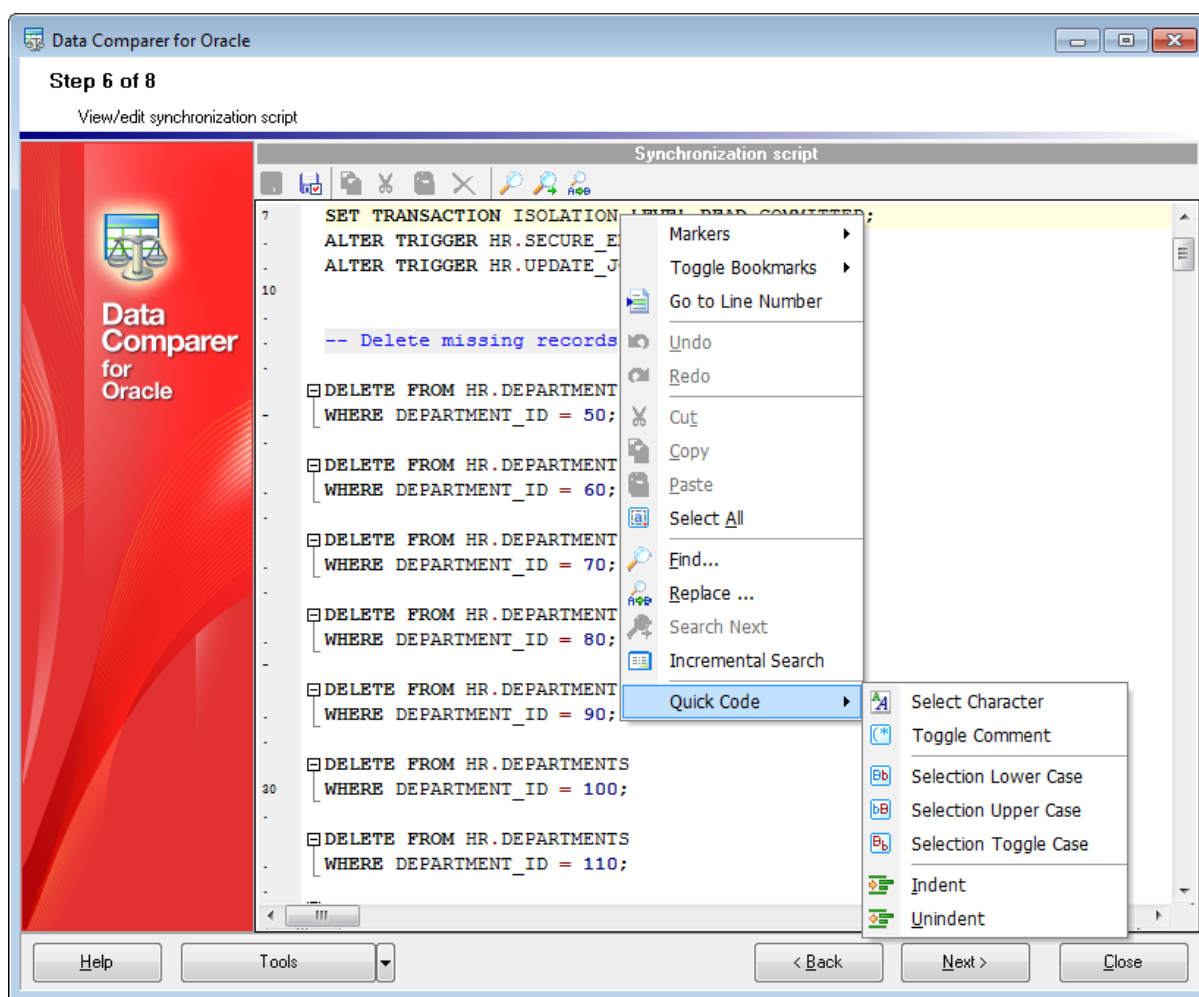 Data Comparer for Oracle
Step 6 of 8
View/edit synchronization script
Synchronization script
Data
Comparer
for
Oracle
7 SET TRANSACTION ISOLATION
ALTER TRIGGER HR.SECURE_
ALTER TRIGGER HR.UPDATE_
10
-- Delete missing records
DELETE FROM HR.DEPARTMENT
WHERE DEPARTMENT_ID = 50;
DELETE FROM HR.DEPARTMENT
WHERE DEPARTMENT_ID = 60;
DELETE FROM HR.DEPARTMENT
WHERE DEPARTMENT_ID = 70;
DELETE FROM HR.DEPARTMENT
WHERE DEPARTMENT_ID = 80;
DELETE FROM HR.DEPARTMENT
WHERE DEPARTMENT_ID = 90;
DELETE FROM HR.DEPARTMENTS
30 WHERE DEPARTMENT_ID = 100;
DELETE FROM HR.DEPARTMENTS
WHERE DEPARTMENT_ID = 110;
Markers
Toggle Bookmarks
Go to Line Number
Undo
Redo
Cut
Copy
Paste
Select All
Find...
Replace ...
Search Next
Incremental Search
Quick Code
Select Character
Toggle Comment
Selection Lower Case
Selection Upper Case
Selection Toggle Case
Indent
Unindent
Help
Tools
< Back
Next >
Close